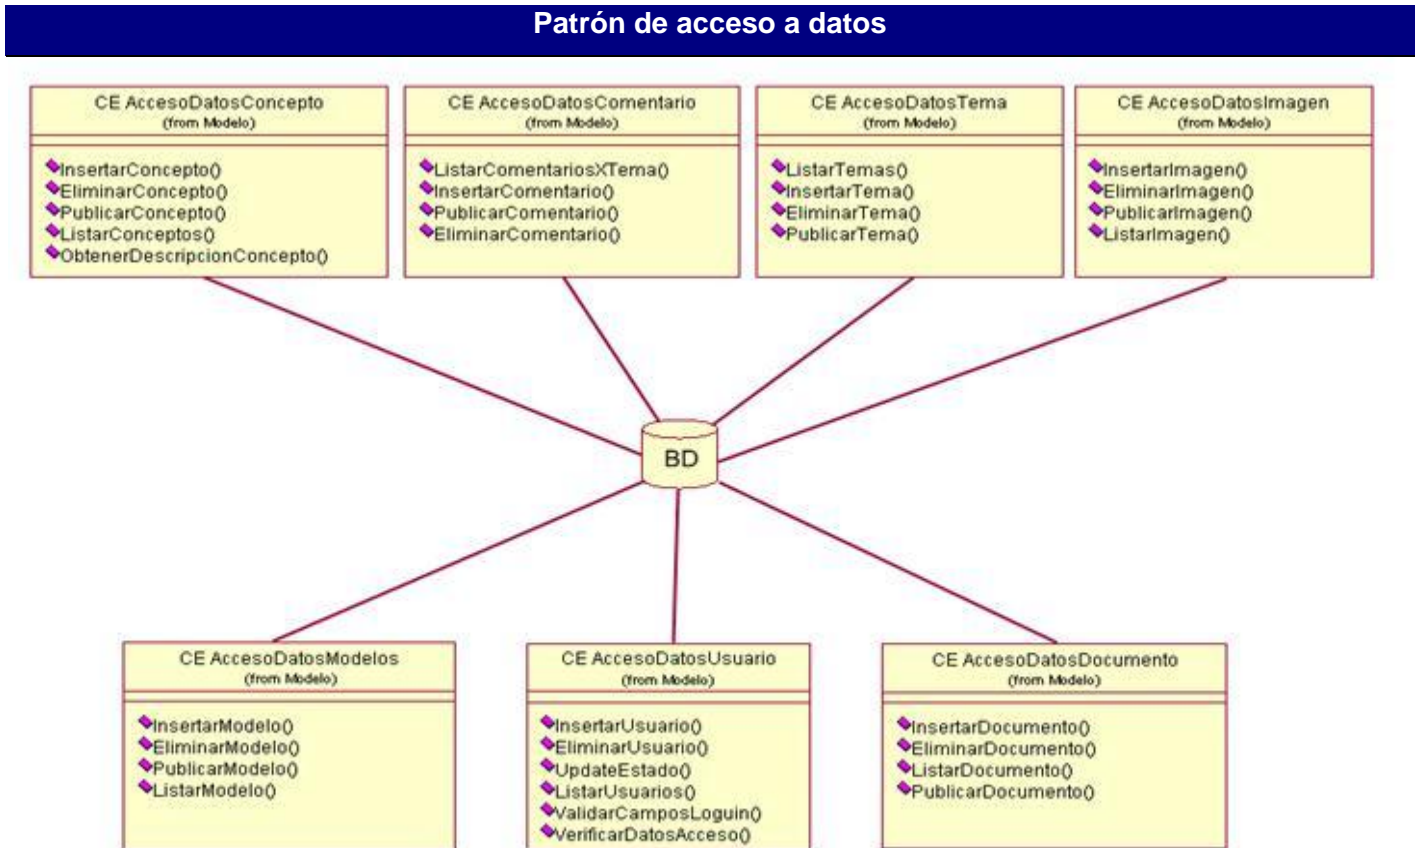 Patrón de acceso a datos
CE AccesoDatosConcepto
(from Modelo)
InsertarConcepto()
EliminarConcepto()
PublicarConcepto()
ListarConceptos()
ObtenerDescripcionConcepto()
CE AccesoDatosComentario
(from Modelo)
ListarComentariosXTema()
InsertarComentario()
PublicarComentario()
EliminarComentario()
CE AccesoDatosTema
(from Modelo)
ListarTemas()
InsertarTema()
EliminarTema()
PublicarTema()
CE AccesoDatosImagen
(from Modelo)
InsertarImagen()
EliminarImagen()
PublicarImagen()
ListarImagen()
BD
CE AccesoDatosModelos
(from Modelo)
InsertarModelo()
EliminarModelo()
PublicarModelo()
ListarModelo()
CE AccesoDatosUsuario
(from Modelo)
InsertarUsuario()
EliminarUsuario()
UpdateEstado()
ListarUsuarios()
ValidarCamposLoguin()
VerificarDatosAcceso()
CE AccesoDatosDocumento
(from Modelo)
InsertarDocumento()
EliminarDocumento()
ListarDocumento()
PublicarDocumento()